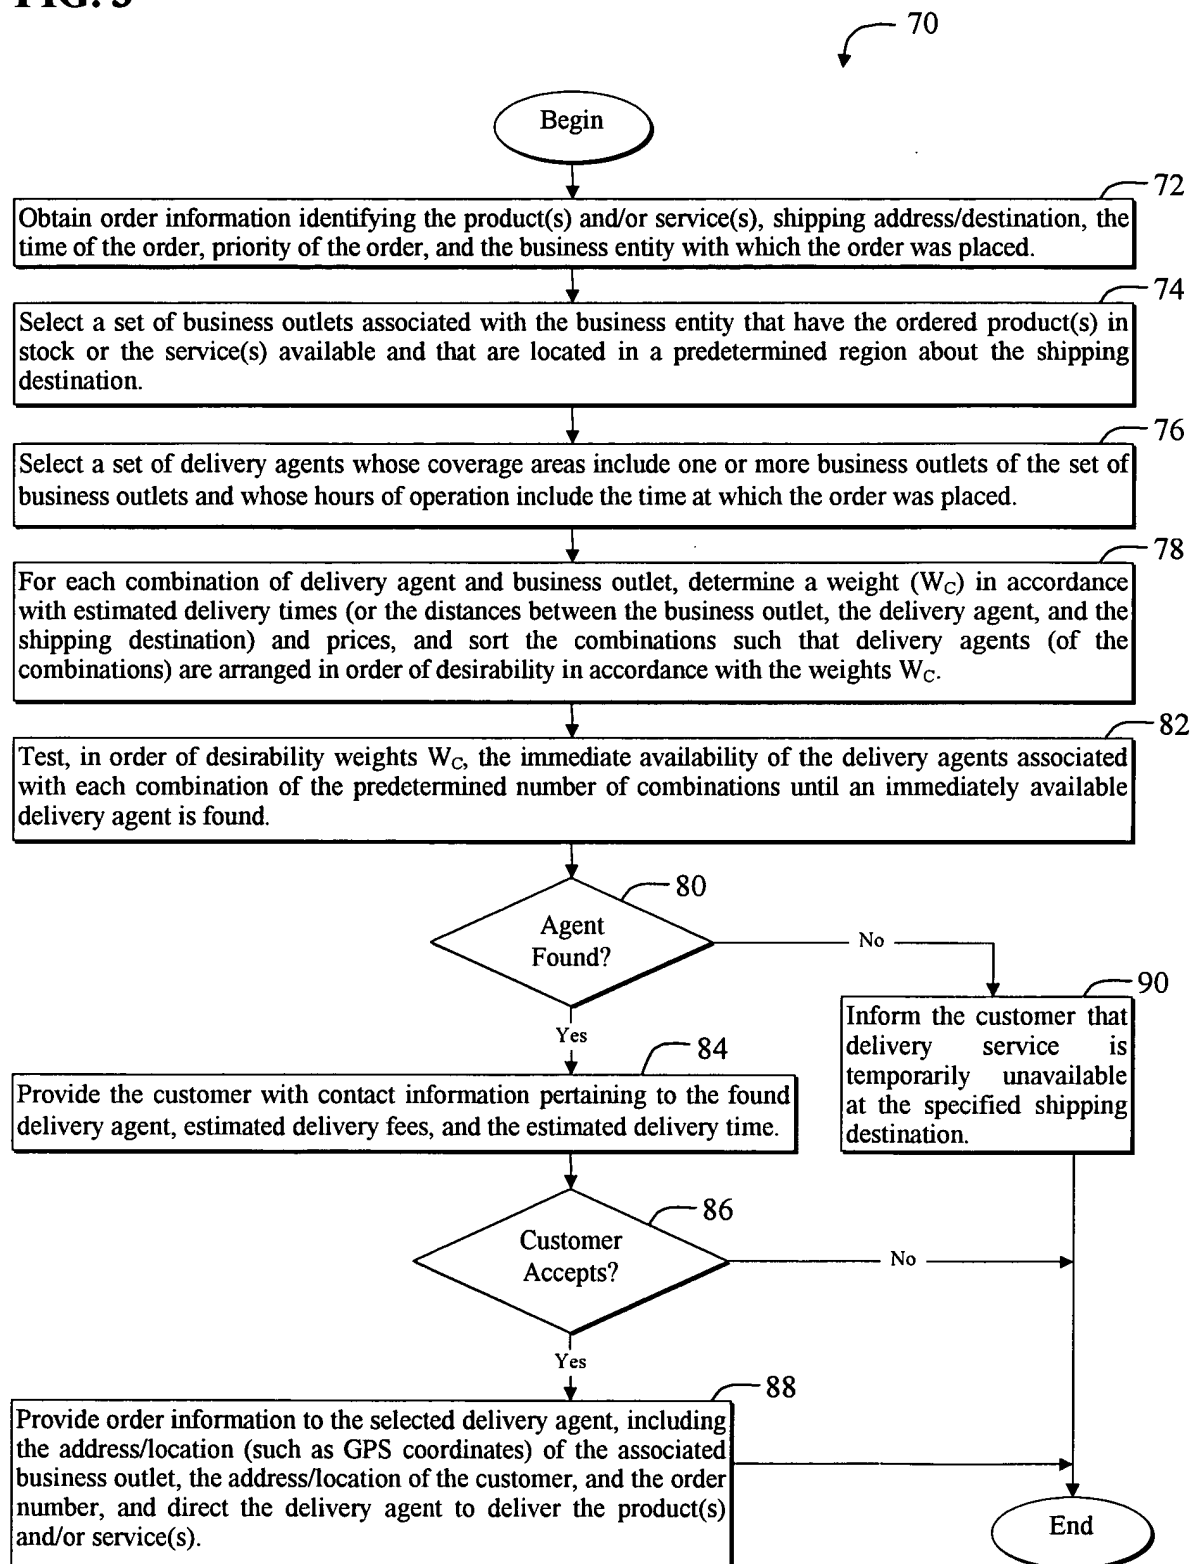 70
Begin
72
Obtain order information identifying the product(s) and/or service(s), shipping address/destination, the
time of the order, priority of the order, and the business entity with which the order was placed.
74
Select a set of business outlets associated with the business entity that have the ordered product(s) in
stock or the service(s) available and that are located in a predetermined region about the shipping
destination.
76
Select a set of delivery agents whose coverage areas include one or more business outlets of the set of
business outlets and whose hours of operation include the time at which the order was placed.
78
For each combination of delivery agent and business outlet, determine a weight (WC) in accordance
with estimated delivery times (or the distances between the business outlet, the delivery agent, and the
shipping destination) and prices, and sort the combinations such that delivery agents (of the
combinations) are arranged in order of desirability in accordance with the weights WC.
82
Test, in order of desirability weights WC, the immediate availability of the delivery agents associated
with each combination of the predetermined number of combinations until an immediately available
delivery agent is found.
80
Agent
Found?
No
Yes
90
Inform the customer that
delivery service is
temporarily unavailable
at the specified shipping
destination.
84
Provide the customer with contact information pertaining to the found
delivery agent, estimated delivery fees, and the estimated delivery time.
86
Customer
Accepts?
No
Yes
88
Provide order information to the selected delivery agent, including
the address/location (such as GPS coordinates) of the associated
business outlet, the address/location of the customer, and the order
number, and direct the delivery agent to deliver the product(s)
and/or service(s).
End